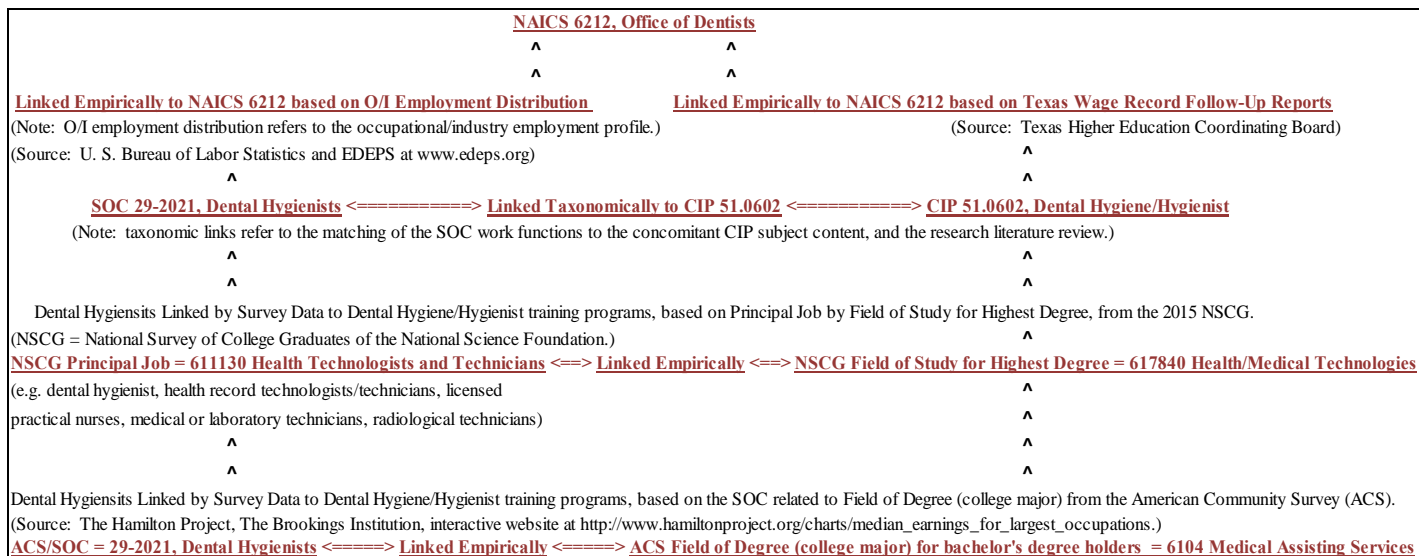 NAICS 6212, Office of Dentists
^ ^
^ ^
Linked Empirically to NAICS 6212 based on O/I Employment Distribution Linked Empirically to NAICS 6212 based on Texas Wage Record Follow-Up Reports
(Note: O/I employment distribution refers to the occupational/industry employment profile.) (Source: Texas Higher Education Coordinating Board)
(Source: U. S. Bureau of Labor Statistics and EDEPS at www.edeps.org) ^
^ ^
SOC 29-2021, Dental Hygienists <===========> Linked Taxonomically to CIP 51.0602 <===========> CIP 51.0602, Dental Hygiene/Hygienist
(Note: taxonomic links refer to the matching of the SOC work functions to the concomitant CIP subject content, and the research literature review.)
^ ^
^ ^
Dental Hygiensits Linked by Survey Data to Dental Hygiene/Hygienist training programs, based on Principal Job by Field of Study for Highest Degree, from the 2015 NSCG.
(NSCG = National Survey of College Graduates of the National Science Foundation.) ^
NSCG Principal Job = 611130 Health Technologists and Technicians <==> Linked Empirically <==> NSCG Field of Study for Highest Degree = 617840 Health/Medical Technologies
(e.g. dental hygienist, health record technologists/technicians, licensed ^
practical nurses, medical or laboratory technicians, radiological technicians) ^
^ ^
^ ^
Dental Hygiensits Linked by Survey Data to Dental Hygiene/Hygienist training programs, based on the SOC related to Field of Degree (college major) from the American Community Survey (ACS).
(Source: The Hamilton Project, The Brookings Institution, interactive website at http://www.hamiltonproject.org/charts/median_earnings_for_largest_occupations.)
ACS/SOC = 29-2021, Dental Hygienists <=====> Linked Empirically <=====> ACS Field of Degree (college major) for bachelor's degree holders = 6104 Medical Assisting Services